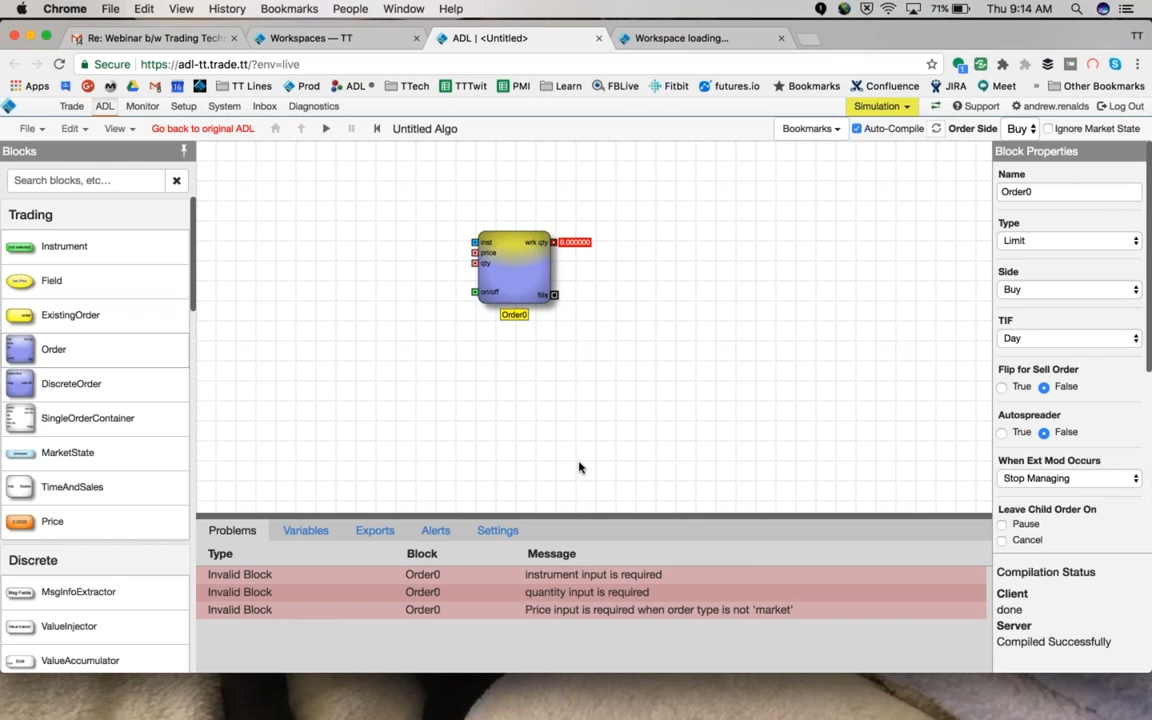 Chrome File Edit View History Bookmarks People Window Help 71% Thu 9:14 AM
Re: Webinar b/w Trading Techn Workspaces — TT ADL | <Untitled> Workspace loading... TT
Secure https://adl-tt.trade.tt/?env=live
Apps TT Lines Prod ADL TTech TTTwit PMI Learn FBLive Fitbit futures.io Bookmarks Confluence JIRA Meet » Other Bookmarks
Trade ADL Monitor Setup System Inbox Diagnostics Simulation Support andrew.renalds Log Out
File Edit View Go back to original ADL Untitled Algo Bookmarks Auto-Compile Order Side Buy Ignore Market State
Blocks
Search blocks, etc...
Trading
Instrument
Field
ExistingOrder
Order
DiscreteOrder
SingleOrderContainer
MarketState
TimeAndSales
Price
Discrete
MsgInfoExtractor
ValueInjector
ValueAccumulator
inst wrk qty 0.000000
price
qty
on/off fills
Order0
Problems Variables Exports Alerts Settings
Type Block Message
Invalid Block Order0 instrument input is required
Invalid Block Order0 quantity input is required
Invalid Block Order0 Price input is required when order type is not 'market'
Block Properties
Name
Order0
Type
Limit
Side
Buy
TIF
Day
Flip for Sell Order
True False
Autospreader
True False
When Ext Mod Occurs
Stop Managing
Leave Child Order On
Pause
Cancel
Compilation Status
Client
done
Server
Compiled Successfully